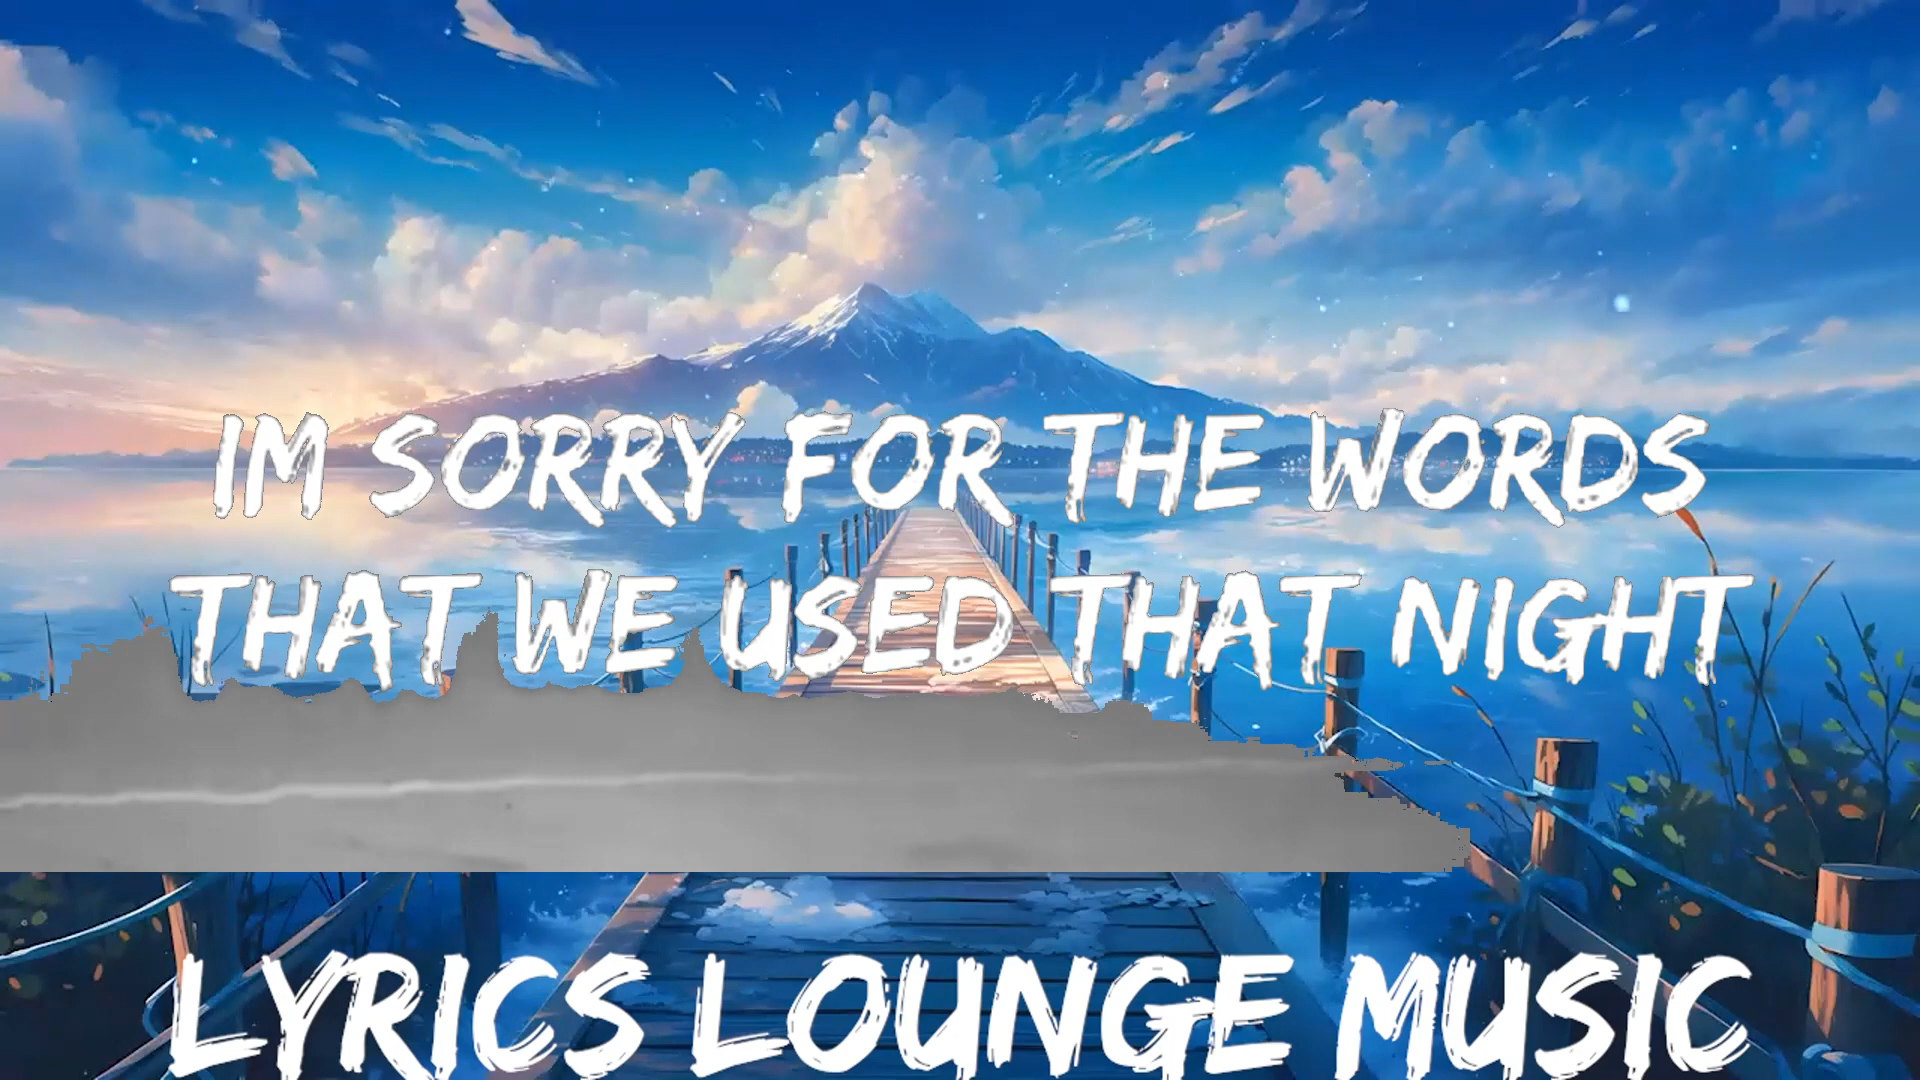 IM SORRY FOR THE WORDS
THAT WE USED THAT NIGHT
LYRICS LOUNGE MUSIC